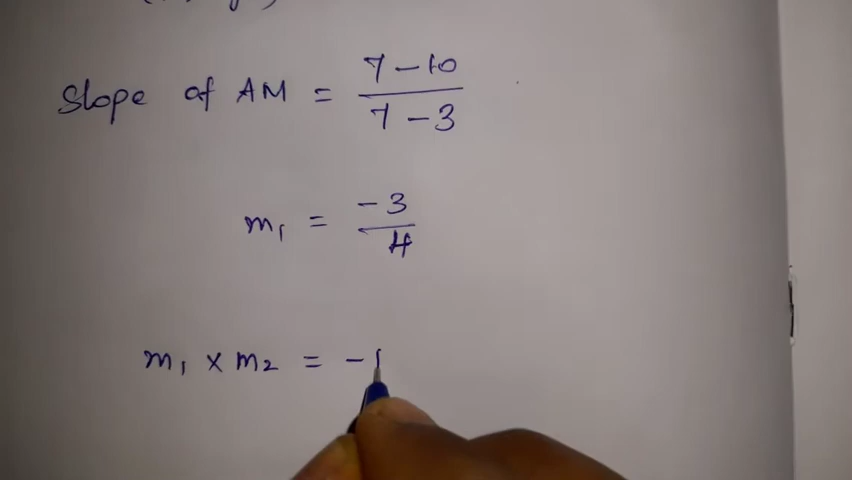 Slope of AM = 7 - 10 / 7 - 3
m₁ = -3 / 4
m₁ × m₂ = -1